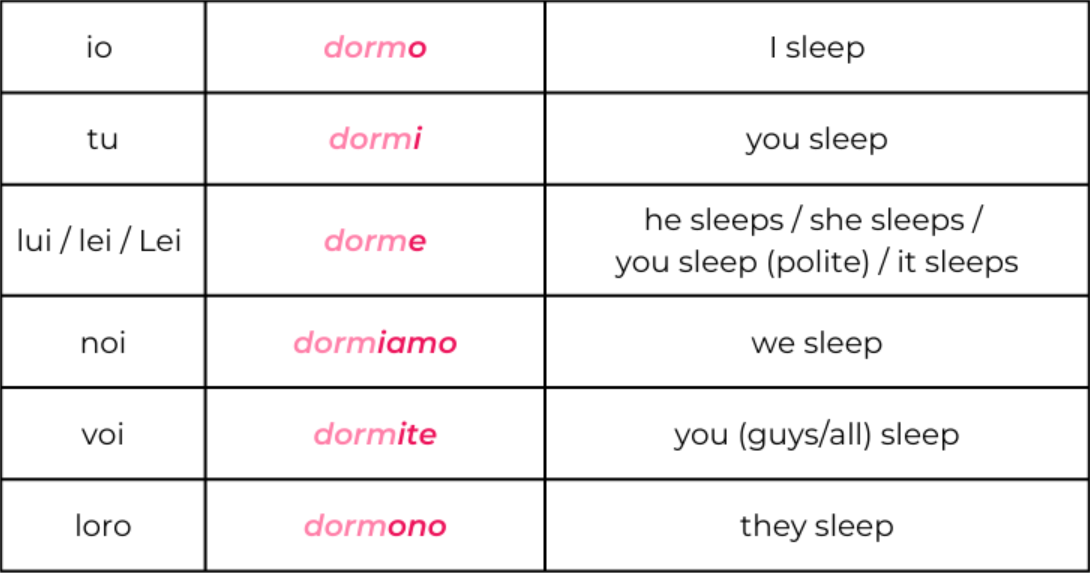 io dormo I sleep
tu dormi you sleep
lui / lei / Lei dorme he sleeps / she sleeps /
you sleep (polite) / it sleeps
noi dormiamo we sleep
voi dormite you (guys/all) sleep
loro dormono they sleep